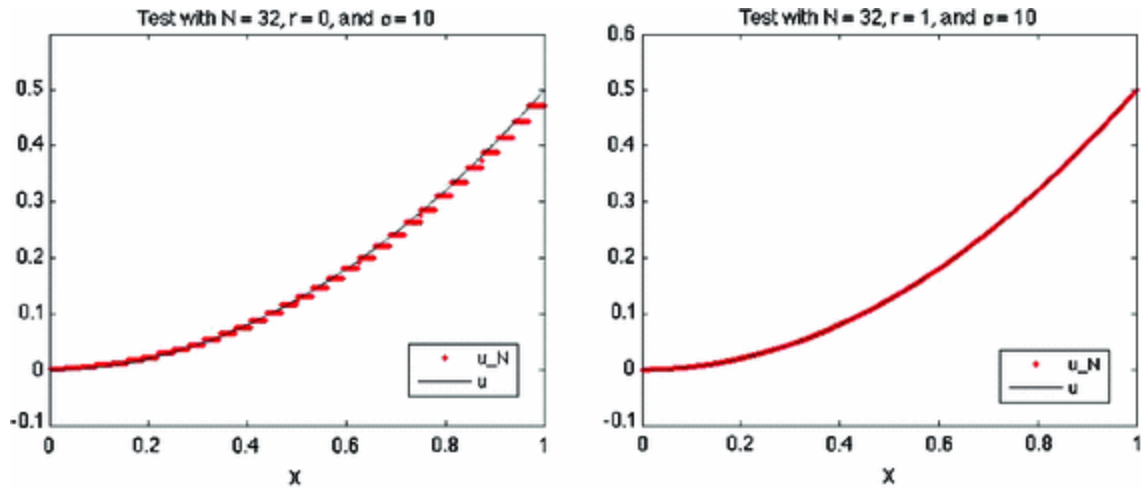 Test with N = 32, r = 0, and σ = 10
0.5
0.4
0.3
0.2
0.1
0
-0.1
0 0.2 0.4 0.6 0.8 1
X
u_N
u
Test with N = 32, r = 1, and σ = 10
0.6
0.5
0.4
0.3
0.2
0.1
0
-0.1
0 0.2 0.4 0.6 0.8 1
X
u_N
u